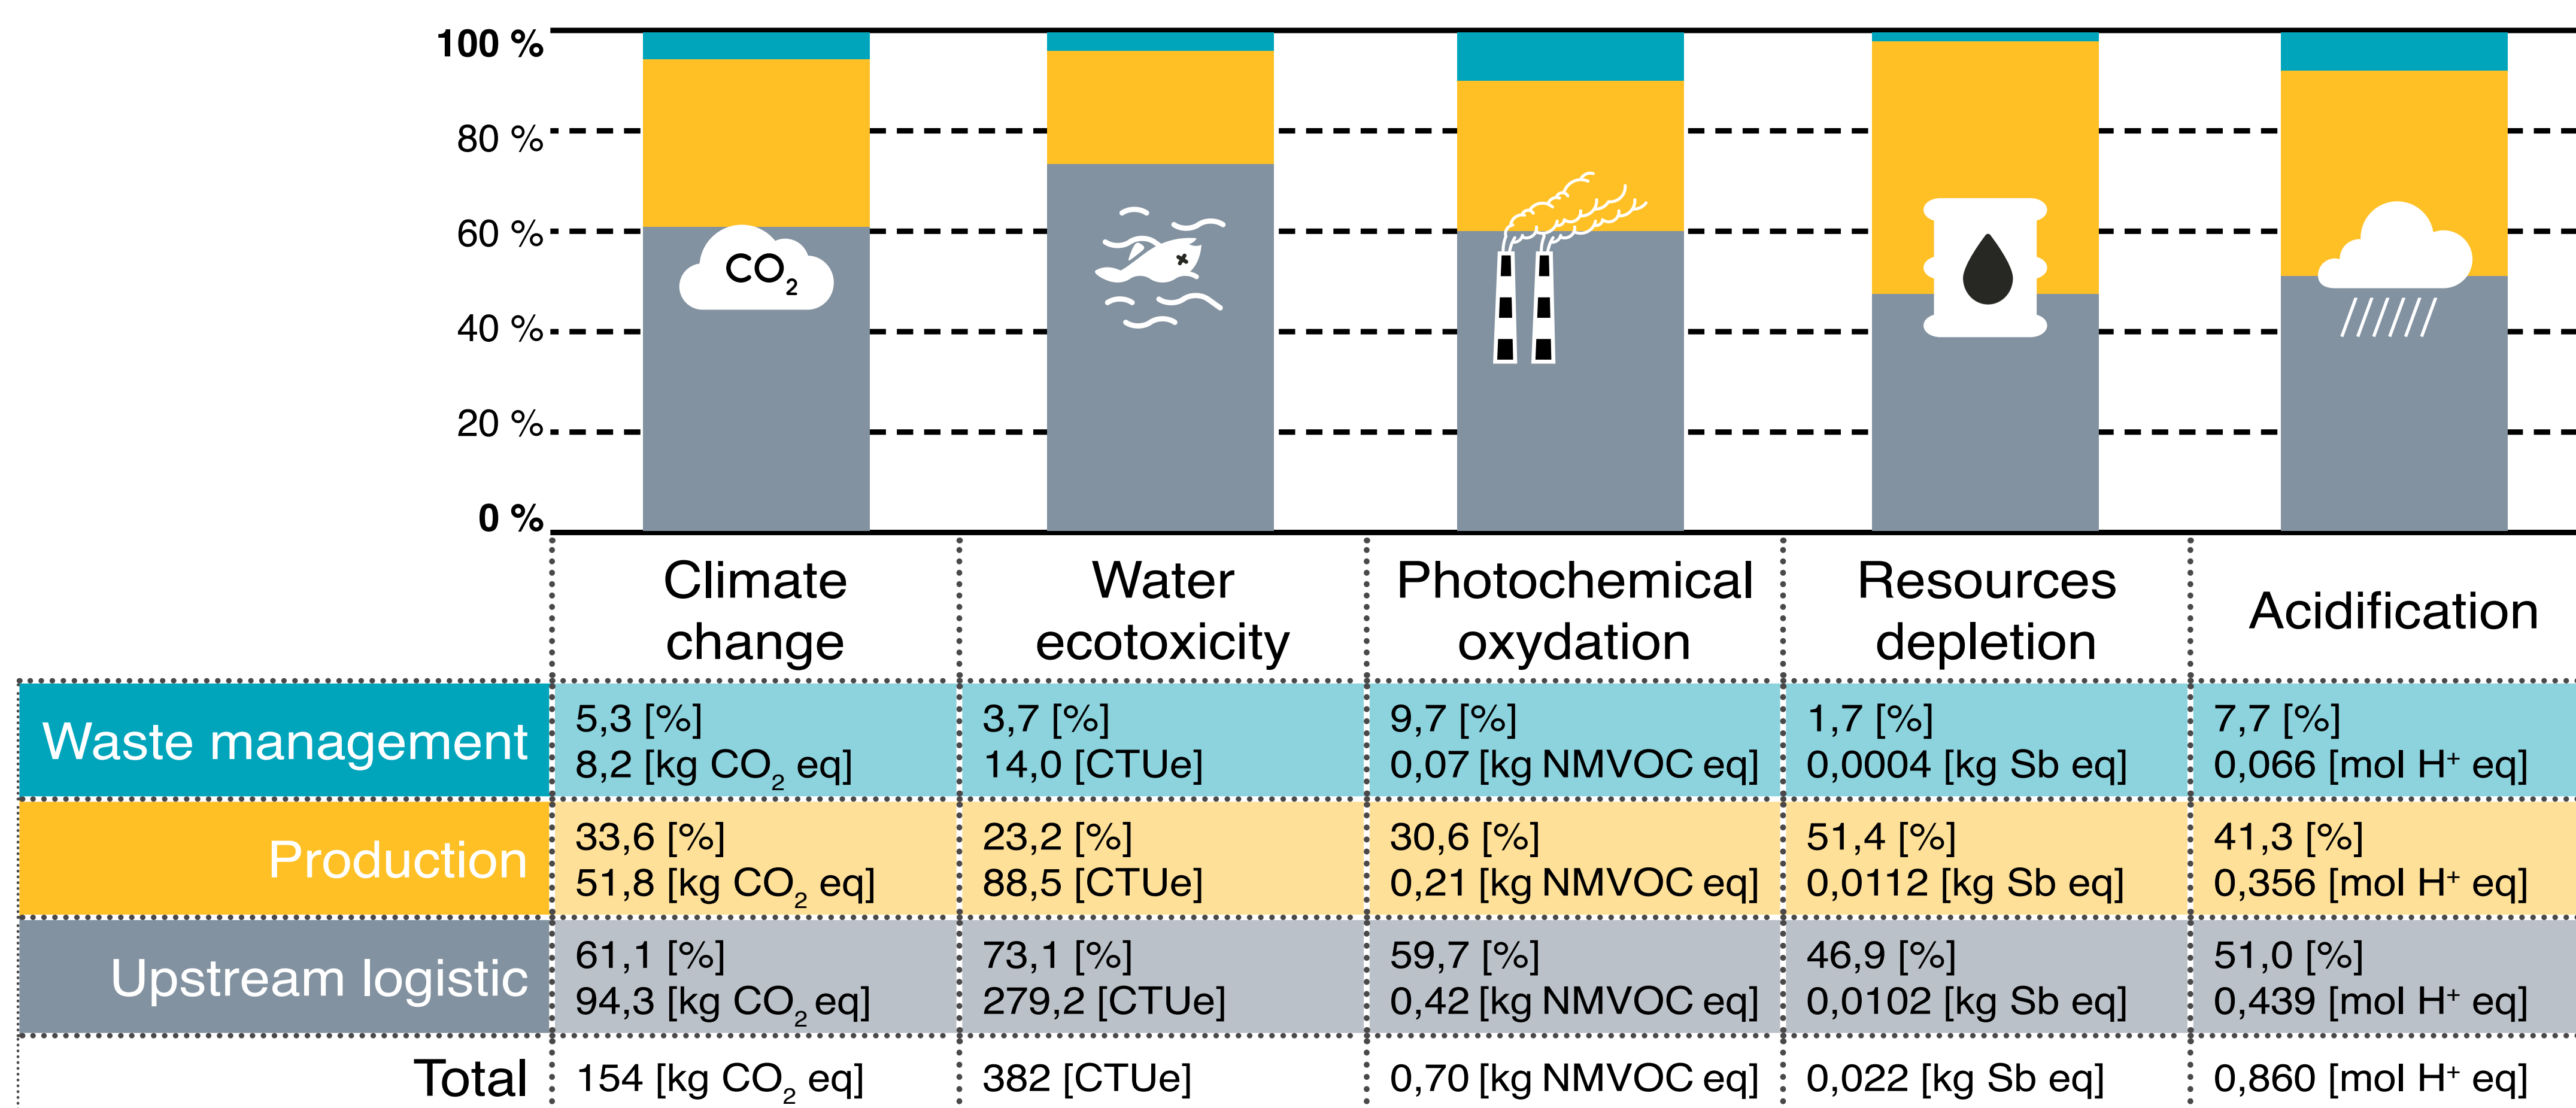 100 %
80 %
60 %
40 %
20 %
0 %
CO₂
Climate
change
Water
ecotoxicity
Photochemical
oxydation
Resources
depletion
Acidification
Waste management
5,3 [%]
8,2 [kg CO₂ eq]
3,7 [%]
14,0 [CTUe]
9,7 [%]
0,07 [kg NMVOC eq]
1,7 [%]
0,0004 [kg Sb eq]
7,7 [%]
0,066 [mol H⁺ eq]
Production
33,6 [%]
51,8 [kg CO₂ eq]
23,2 [%]
88,5 [CTUe]
30,6 [%]
0,21 [kg NMVOC eq]
51,4 [%]
0,0112 [kg Sb eq]
41,3 [%]
0,356 [mol H⁺ eq]
Upstream logistic
61,1 [%]
94,3 [kg CO₂ eq]
73,1 [%]
279,2 [CTUe]
59,7 [%]
0,42 [kg NMVOC eq]
46,9 [%]
0,0102 [kg Sb eq]
51,0 [%]
0,439 [mol H⁺ eq]
Total
154 [kg CO₂ eq]
382 [CTUe]
0,70 [kg NMVOC eq]
0,022 [kg Sb eq]
0,860 [mol H⁺ eq]